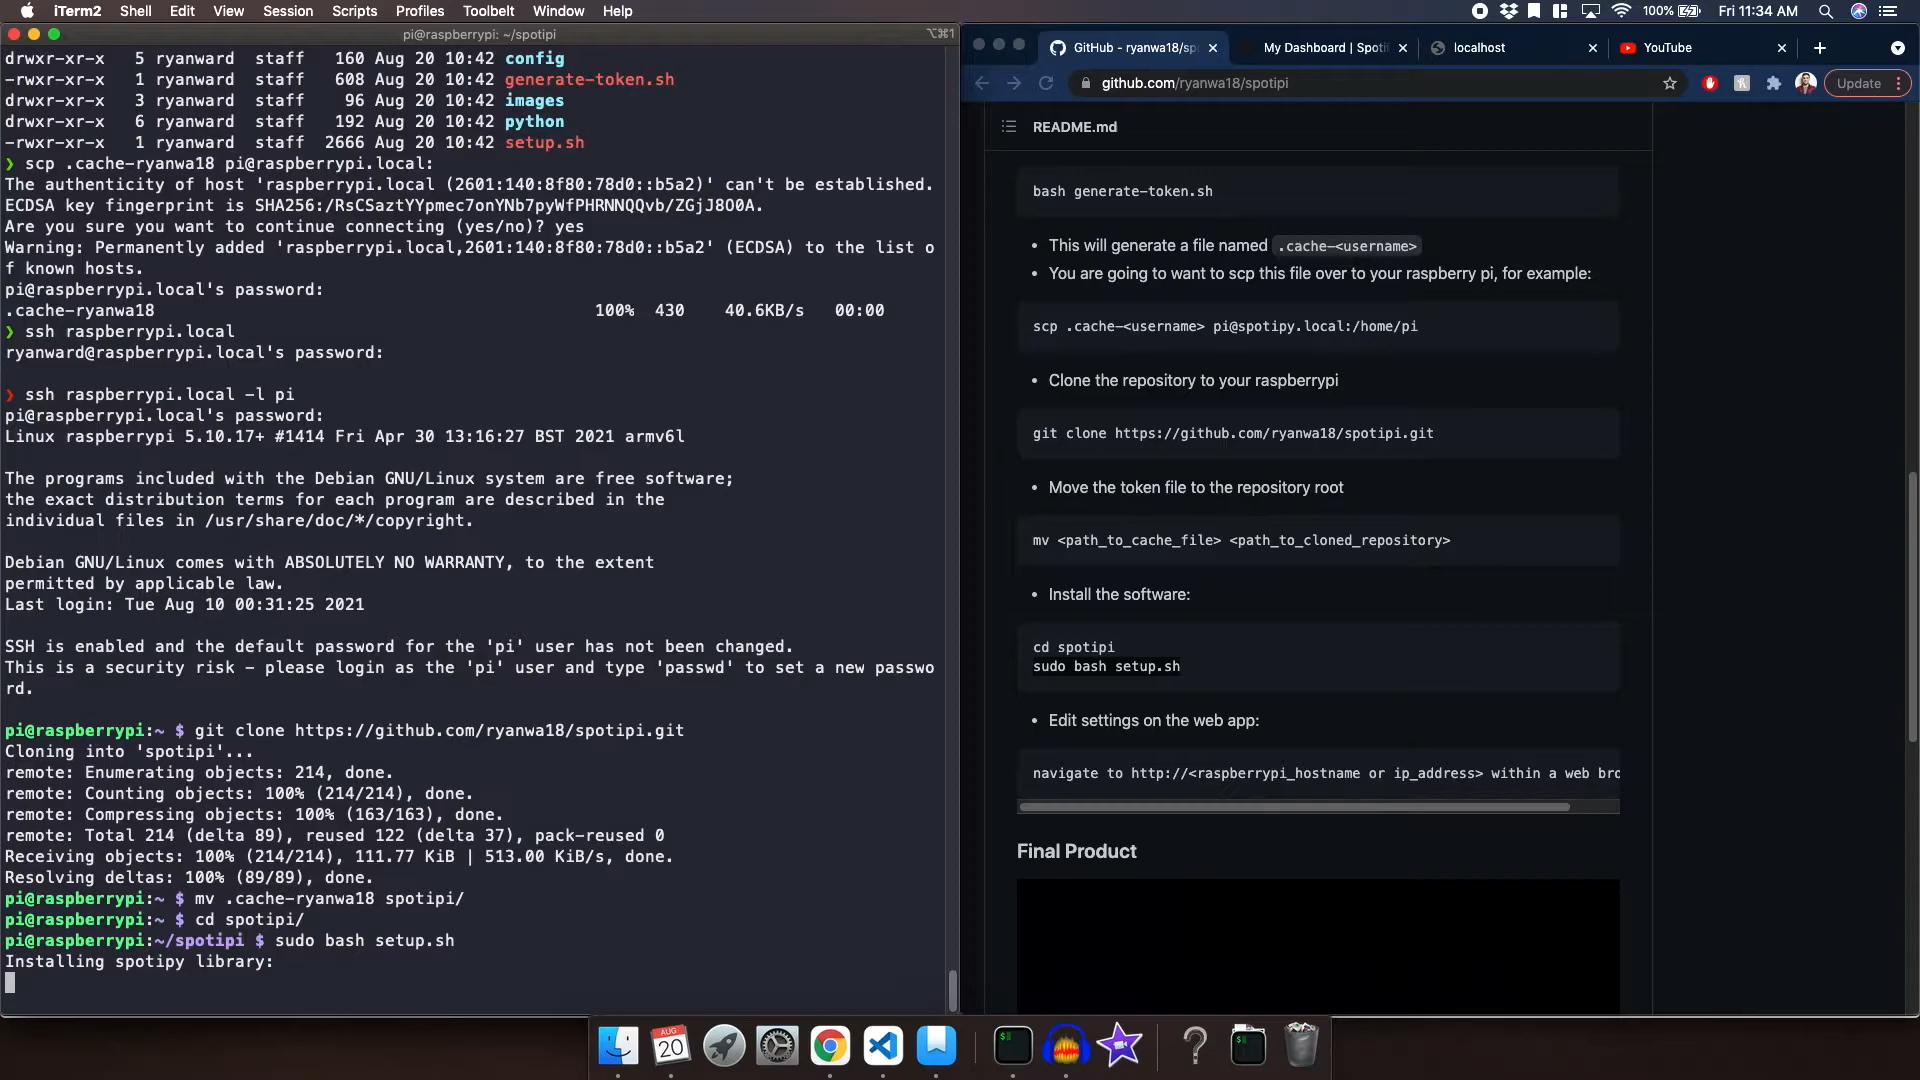 iTerm2 Shell Edit View Session Scripts Profiles Toolbelt Window Help 100% Fri 11:34 AM
pi@raspberrypi: ~/spotipi ⌥⌘1
drwxr-xr-x 5 ryanward staff 160 Aug 20 10:42 config
-rwxr-xr-x 1 ryanward staff 608 Aug 20 10:42 generate-token.sh
drwxr-xr-x 3 ryanward staff 96 Aug 20 10:42 images
drwxr-xr-x 6 ryanward staff 192 Aug 20 10:42 python
-rwxr-xr-x 1 ryanward staff 2666 Aug 20 10:42 setup.sh
❯ scp .cache-ryanwa18 pi@raspberrypi.local:
The authenticity of host 'raspberrypi.local (2601:140:8f80:78d0::b5a2)' can't be established.
ECDSA key fingerprint is SHA256:/RsCSaztYYpmec7onYNb7pyWfPHRNNQQvb/ZGjJ8O0A.
Are you sure you want to continue connecting (yes/no)? yes
Warning: Permanently added 'raspberrypi.local,2601:140:8f80:78d0::b5a2' (ECDSA) to the list o
f known hosts.
pi@raspberrypi.local's password:
.cache-ryanwa18 100% 430 40.6KB/s 00:00
❯ ssh raspberrypi.local
ryanward@raspberrypi.local's password:
❯ ssh raspberrypi.local -l pi
pi@raspberrypi.local's password:
Linux raspberrypi 5.10.17+ #1414 Fri Apr 30 13:16:27 BST 2021 armv6l
The programs included with the Debian GNU/Linux system are free software;
the exact distribution terms for each program are described in the
individual files in /usr/share/doc/*/copyright.
Debian GNU/Linux comes with ABSOLUTELY NO WARRANTY, to the extent
permitted by applicable law.
Last login: Tue Aug 10 00:31:25 2021
SSH is enabled and the default password for the 'pi' user has not been changed.
This is a security risk - please login as the 'pi' user and type 'passwd' to set a new passwo
rd.
pi@raspberrypi:~ $ git clone https://github.com/ryanwa18/spotipi.git
Cloning into 'spotipi'...
remote: Enumerating objects: 214, done.
remote: Counting objects: 100% (214/214), done.
remote: Compressing objects: 100% (163/163), done.
remote: Total 214 (delta 89), reused 122 (delta 37), pack-reused 0
Receiving objects: 100% (214/214), 111.77 KiB | 513.00 KiB/s, done.
Resolving deltas: 100% (89/89), done.
pi@raspberrypi:~ $ mv .cache-ryanwa18 spotipi/
pi@raspberrypi:~ $ cd spotipi/
pi@raspberrypi:~/spotipi $ sudo bash setup.sh
Installing spotipy library:
GitHub - ryanwa18/sp My Dashboard | Spotif localhost YouTube
github.com/ryanwa18/spotipi Update
README.md
bash generate-token.sh
• This will generate a file named .cache-<username>
• You are going to want to scp this file over to your raspberry pi, for example:
scp .cache-<username> pi@spotipy.local:/home/pi
• Clone the repository to your raspberrypi
git clone https://github.com/ryanwa18/spotipi.git
• Move the token file to the repository root
mv <path_to_cache_file> <path_to_cloned_repository>
• Install the software:
cd spotipi
sudo bash setup.sh
• Edit settings on the web app:
navigate to http://<raspberrypi_hostname or ip_address> within a web bro
Final Product
AUG
20